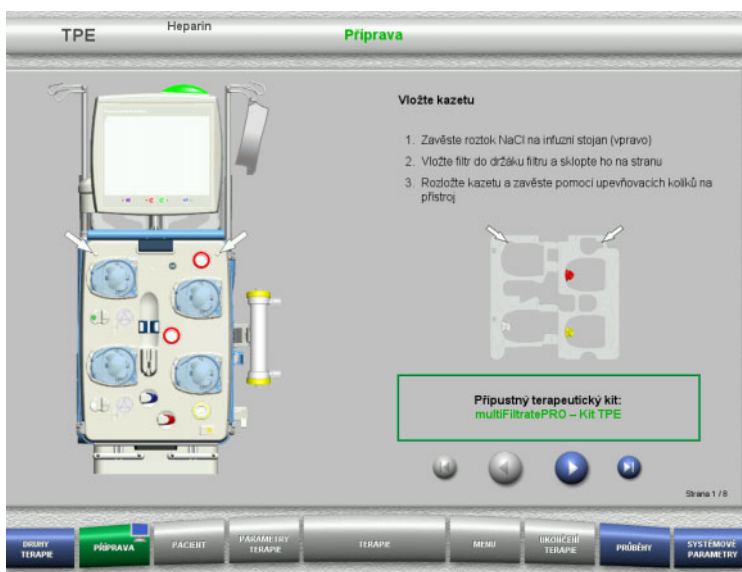 TPE
Heparin
Příprava
Vložte kazetu
1. Zavěste roztok NaCl na infuzní stojan (vpravo)
2. Vložte filtr do držáku filtru a sklopte ho na stranu
3. Rozložte kazetu a zavěste pomocí upevňovacích kolíků na
přístroj
Přípustný terapeutický kit:
multiFiltratePRO – Kit TPE
Strana 1 / 8
DRUHY
TERAPIE
PŘÍPRAVA
PACIENT
PARAMETRY
TERAPIE
TERAPIE
MENU
UKONČENÍ
TERAPIE
PRŮBĚHY
SYSTÉMOVÉ
PARAMETRY